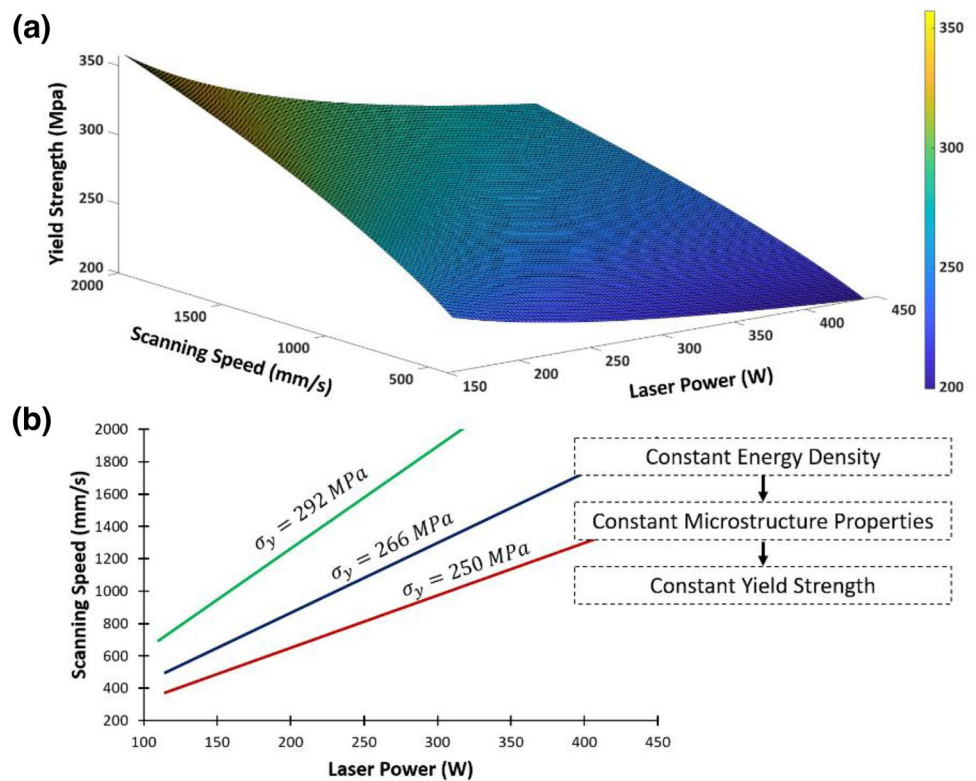 (a)
350
300
250
200
Yield Strength (Mpa)
2000
1500
1000
500
Scanning Speed (mm/s)
150
200
250
300
350
400
450
Laser Power (W)
350
300
250
200
(b)
2000
1800
1600
1400
1200
1000
800
600
400
200
Scanning Speed (mm/s)
σy = 292 MPa
σy = 266 MPa
σy = 250 MPa
Constant Energy Density
Constant Microstructure Properties
Constant Yield Strength
100 150 200 250 300 350 400 450
Laser Power (W)